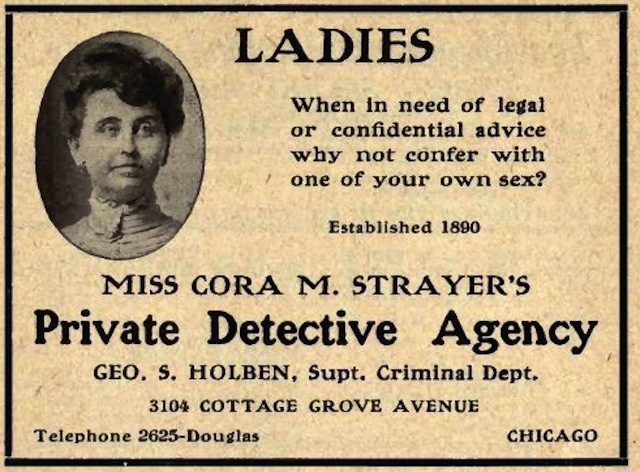 LADIES
When in need of legal
or confidential advice
why not confer with
one of your own sex?
Established 1890
MISS CORA M. STRAYER'S
Private Detective Agency
GEO. S. HOLBEN, Supt. Criminal Dept.
3104 COTTAGE GROVE AVENUE
Telephone 2625-Douglas CHICAGO